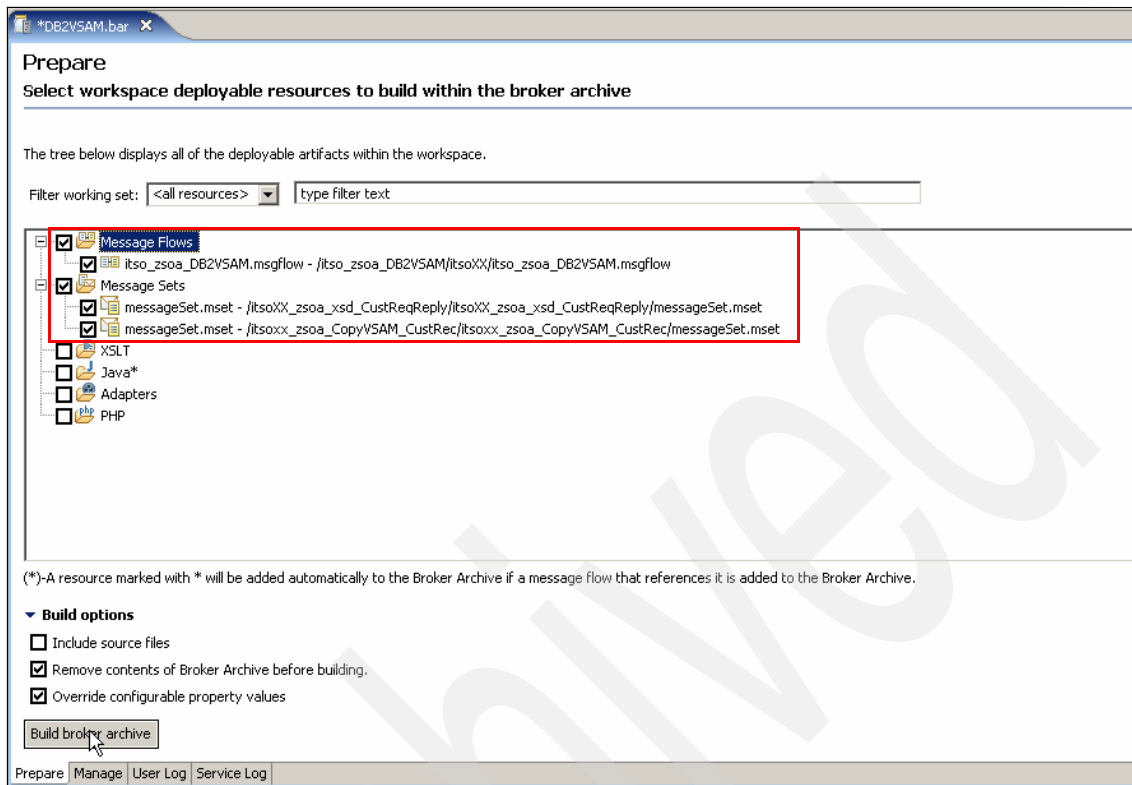 *DB2VSAM.bar
Prepare
Select workspace deployable resources to build within the broker archive
The tree below displays all of the deployable artifacts within the workspace.
Filter working set: <all resources> type filter text
Message Flows
itso_zsoa_DB2VSAM.msgflow - /itso_zsoa_DB2VSAM/itsoXX/itso_zsoa_DB2VSAM.msgflow
Message Sets
messageSet.mset - /itsoXX_zsoa_xsd_CustReqReply/itsoXX_zsoa_xsd_CustReqReply/messageSet.mset
messageSet.mset - /itsoxx_zsoa_CopyVSAM_CustRec/itsoxx_zsoa_CopyVSAM_CustRec/messageSet.mset
XSLT
Java*
Adapters
php PHP
(*)-A resource marked with * will be added automatically to the Broker Archive if a message flow that references it is added to the Broker Archive.
Build options
Include source files
Remove contents of Broker Archive before building.
Override configurable property values
Build broker archive
Prepare Manage User Log Service Log
hived